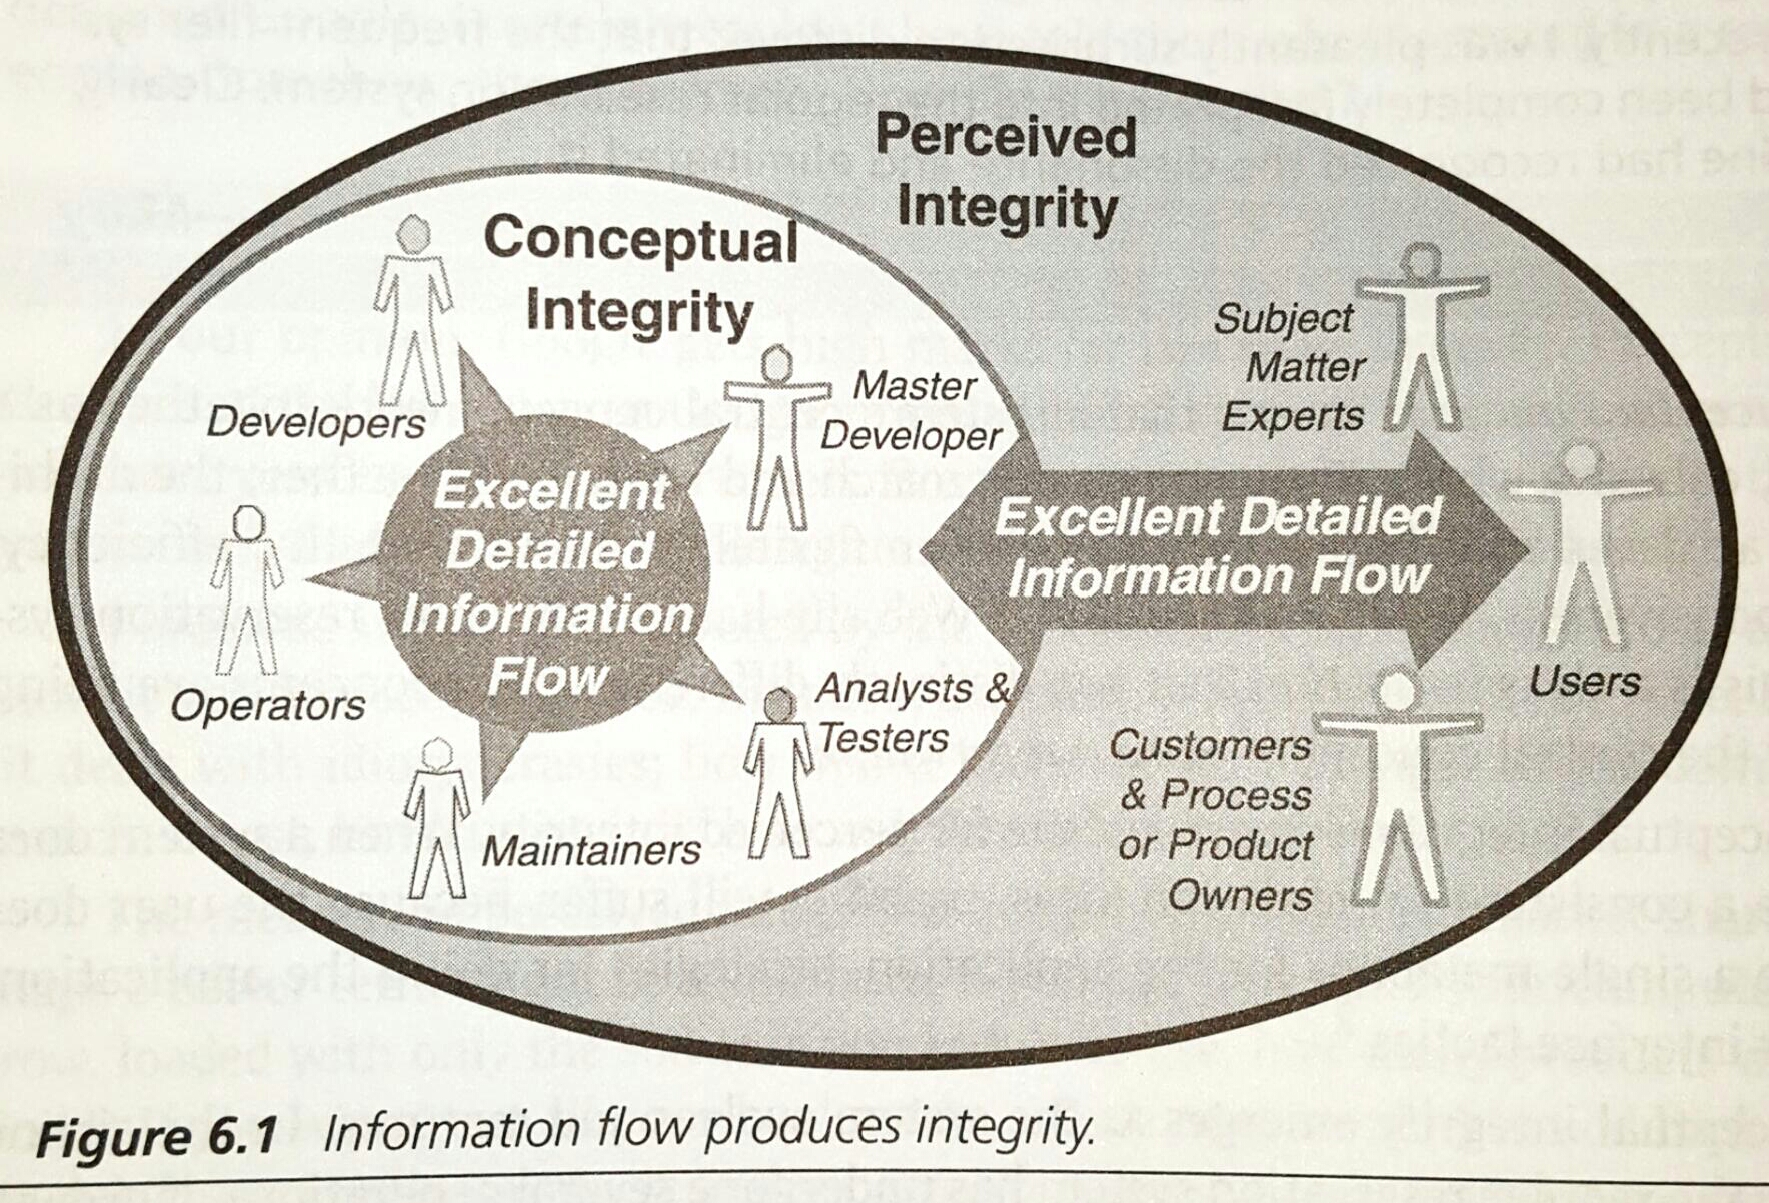 Perceived
Integrity
Conceptual
Integrity
Developers
Master
Developer
Subject
Matter
Experts
Excellent
Detailed
Information
Flow
Excellent Detailed
Information Flow
Operators
Analysts &
Testers
Maintainers
Users
Customers
& Process
or Product
Owners
Figure 6.1 Information flow produces integrity.